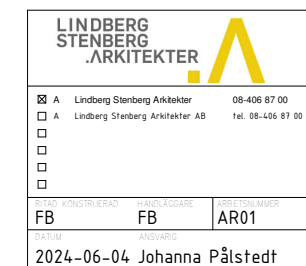 LINDBERG
STENBERG
.ARKITEKTER
A Lindberg Stenberg Arkitekter 08-406 87 00
A Lindberg Stenberg Arkitekter AB tel. 08-406 87 00
RITAD KONSTRUERAD HANDLÄGGARE ARBETSNUMMER
FB FB AR01
DATUM ANSVARIG
2024-06-04 Johanna Pålstedt